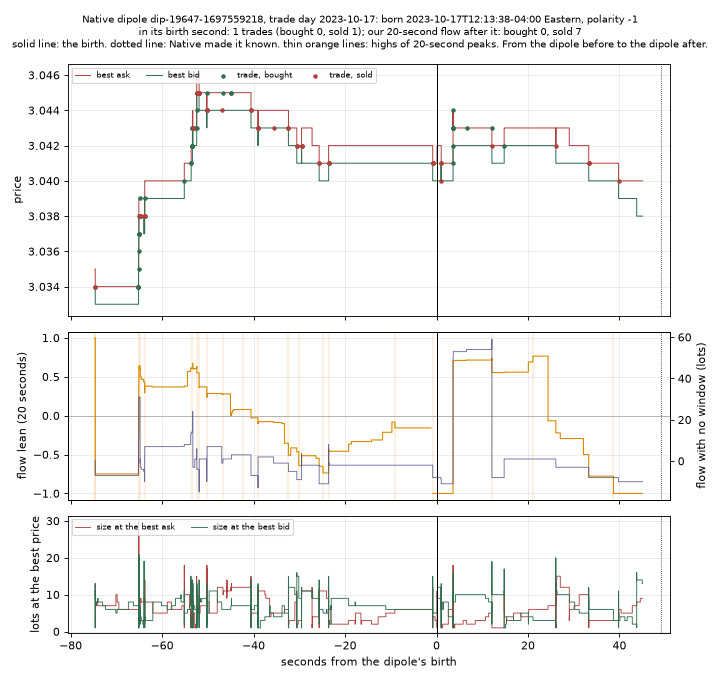 Native dipole dip-19647-1697559218, trade day 2023-10-17: born 2023-10-17T12:13:38-04:00 Eastern, polarity -1
in its birth second: 1 trades (bought 0, sold 1); our 20-second flow after it: bought 0, sold 7
solid line: the birth. dotted line: Native made it known. thin orange lines: highs of 20-second peaks. From the dipole before to the dipole after.
best ask
best bid
trade, bought
trade, sold
3.046
3.044
3.042
3.040
3.038
3.036
3.034
price
1.0
0.5
0.0
−0.5
−1.0
flow lean (20 seconds)
60
40
20
0
flow with no window (lots)
size at the best ask
size at the best bid
30
20
10
0
lots at the best price
−80
−60
−40
−20
0
20
40
seconds from the dipole's birth